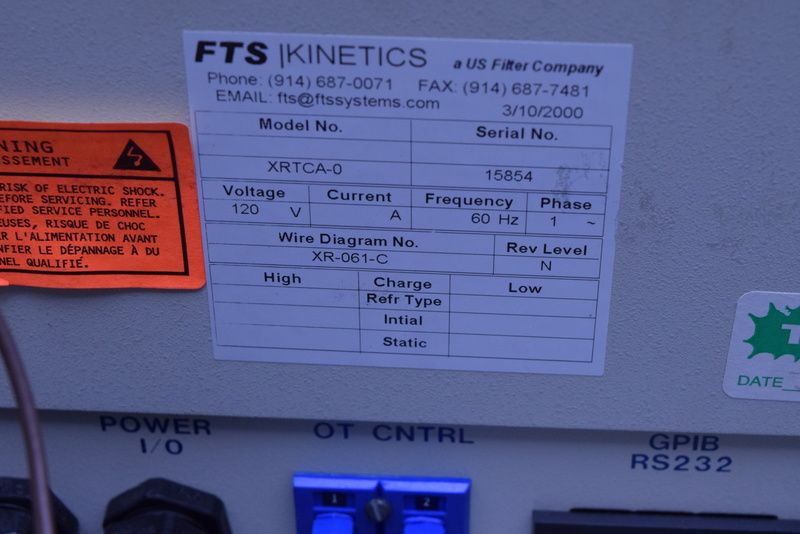 FTS |KINETICS a US Filter Company
Phone: (914) 687-0071 FAX: (914) 687-7481
EMAIL: fts@ftssystems.com 3/10/2000
Model No. Serial No.
XRTCA-0 15854
Voltage Current Frequency Phase
120 V A 60 Hz 1 ~
Wire Diagram No. Rev Level
XR-061-C N
High Charge Low
Refr Type
Intial
Static
NING
SSEMENT
RISK OF ELECTRIC SHOCK.
EFORE SERVICING. REFER
FIED SERVICE PERSONNEL.
EUSES, RISQUE DE CHOC
R L'ALIMENTATION AVANT
NFIER LE DÉPANNAGE À DU
NEL QUALIFIÉ.
T
DATE
POWER
I/O
OT CNTRL
GPIB
RS232
1 2